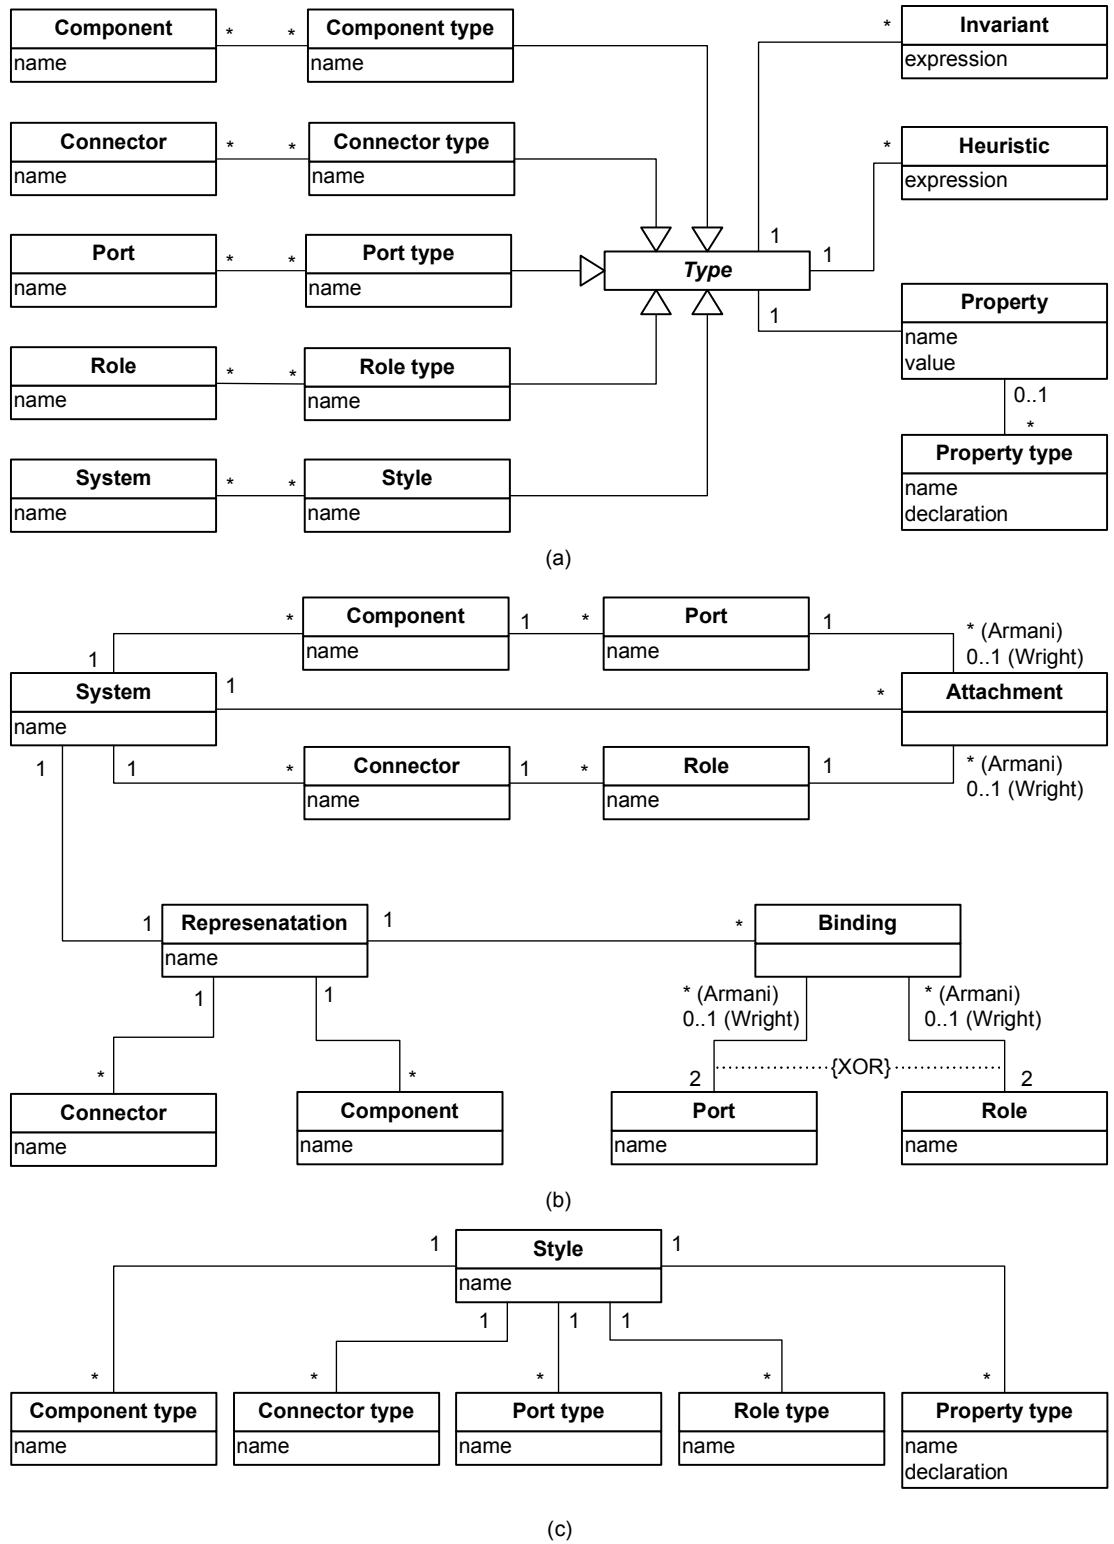 Component * * Component type * Invariant
name name expression
Connector * * Connector type * Heuristic
name name expression
Port * * Port type 1 1
name name Type
1 Property
name
value
Role * * Role type 0..1
name name *
Property type
System * * Style name
name name declaration
(a)
* Component 1 * Port 1 * (Armani)
name name 0..1 (Wright)
1
System 1 * Attachment
name
1 1 * Connector 1 * Role 1 * (Armani)
name name 0..1 (Wright)
1 Represenatation 1 * Binding
name
1 1 * (Armani) * (Armani)
0..1 (Wright) 0..1 (Wright)
* * 2 {XOR} 2
Connector Component Port Role
name name name name
(b)
1 Style 1
name
1 1 1
* * * * *
Component type Connector type Port type Role type Property type
name name name name name
declaration
(c)